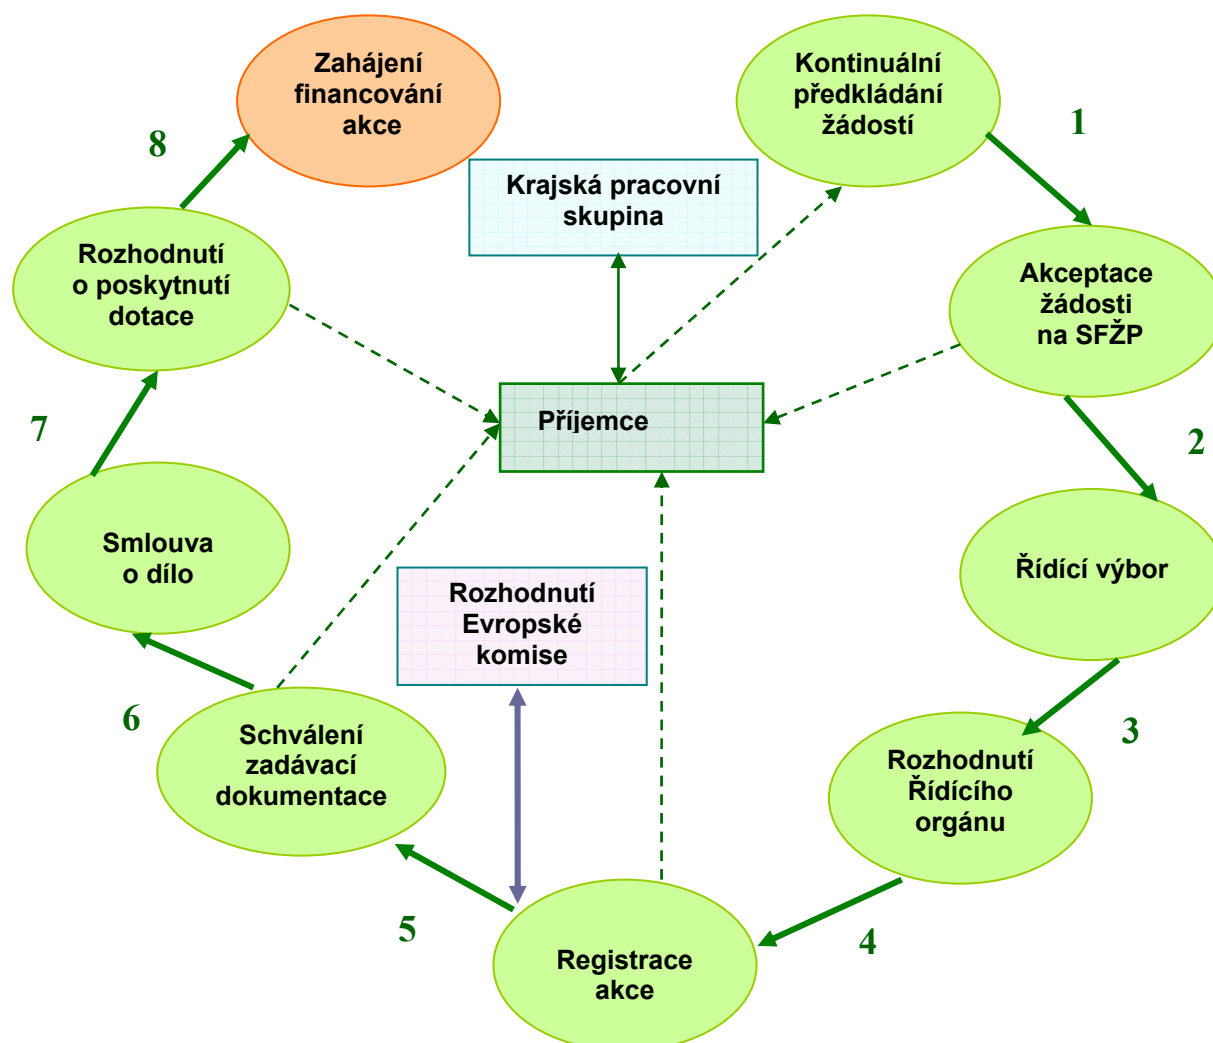 Zahájení
financování
akce
Kontinuální
předkládání
žádostí
1
8
Krajská pracovní
skupina
Rozhodnutí
o poskytnutí
dotace
Akceptace
žádosti
na SFŽP
Příjemce
7
2
Smlouva
o dílo
Řídící výbor
Rozhodnutí
Evropské
komise
6
3
Schválení
zadávací
dokumentace
Rozhodnutí
Řídícího
orgánu
5
4
Registrace
akce